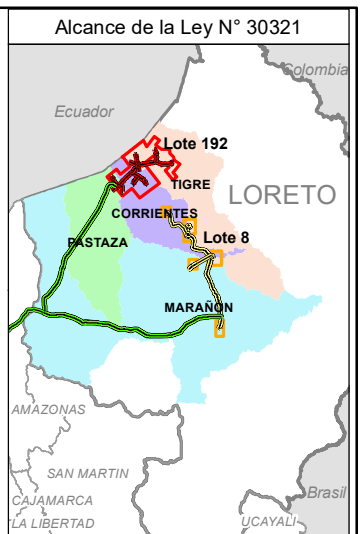 Alcance de la Ley N° 30321
Colombia
Ecuador
Lote 192
TIGRE
LORETO
CORRIENTES
Lote 8
PASTAZA
MARAÑON
AMAZONAS
SAN MARTIN
CAJAMARCA
Brasil
LA LIBERTAD
UCAYALI